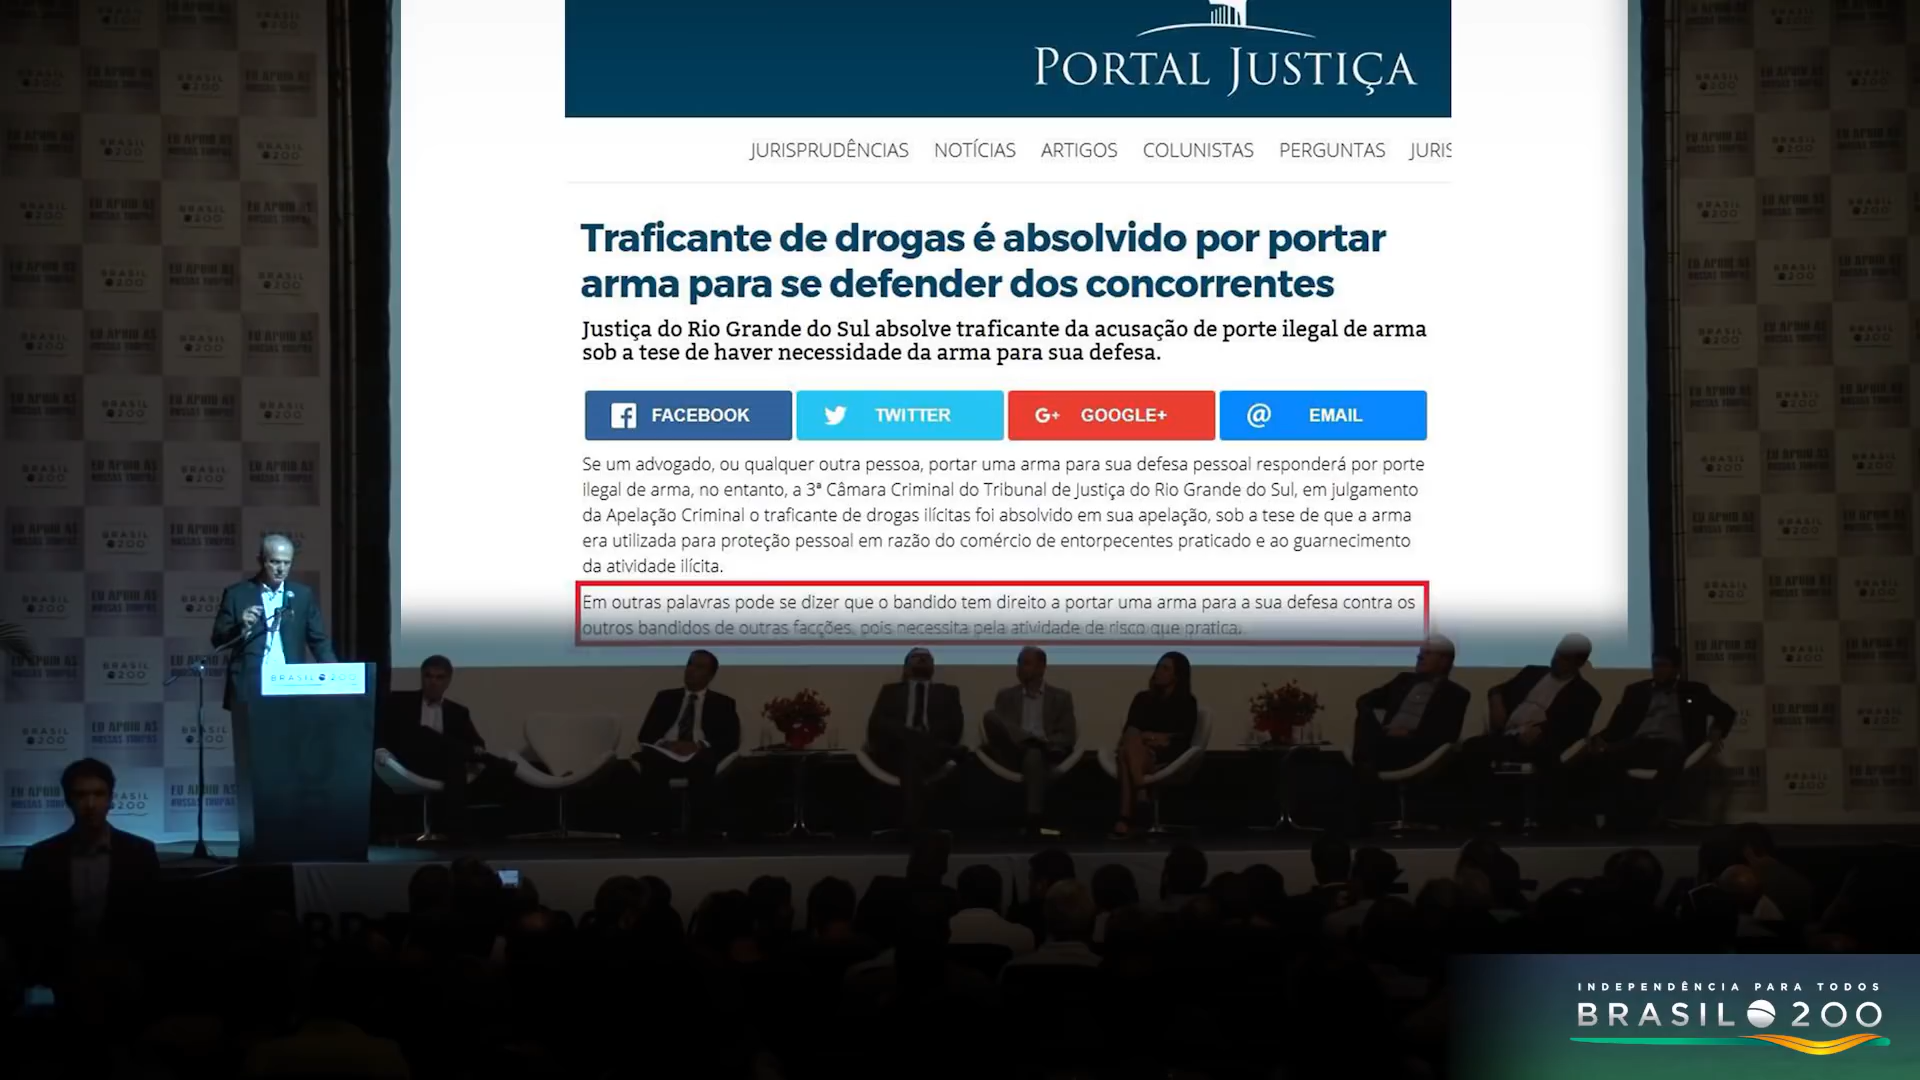 PORTAL JUSTIÇA
JURISPRUDÊNCIAS NOTÍCIAS ARTIGOS COLUNISTAS PERGUNTAS JURIS
Traficante de drogas é absolvido por portar
arma para se defender dos concorrentes
Justiça do Rio Grande do Sul absolve traficante da acusação de porte ilegal de arma
sob a tese de haver necessidade da arma para sua defesa.
FACEBOOK TWITTER G+ GOOGLE+ @ EMAIL
Se um advogado, ou qualquer outra pessoa, portar uma arma para sua defesa pessoal responderá por porte
ilegal de arma, no entanto, a 3ª Câmara Criminal do Tribunal de Justiça do Rio Grande do Sul, em julgamento
da Apelação Criminal o traficante de drogas ilícitas foi absolvido em sua apelação, sob a tese de que a arma
era utilizada para proteção pessoal em razão do comércio de entorpecentes praticado e ao guarnecimento
da atividade ilícita.
Em outras palavras pode se dizer que o bandido tem direito a portar uma arma para a sua defesa contra os
outros bandidos de outras facções, pois necessita pela atividade de risco que pratica.
BRASIL 200
EU APOIO AS
NOSSAS TROPAS
INDEPENDÊNCIA PARA TODOS
BRASIL 200